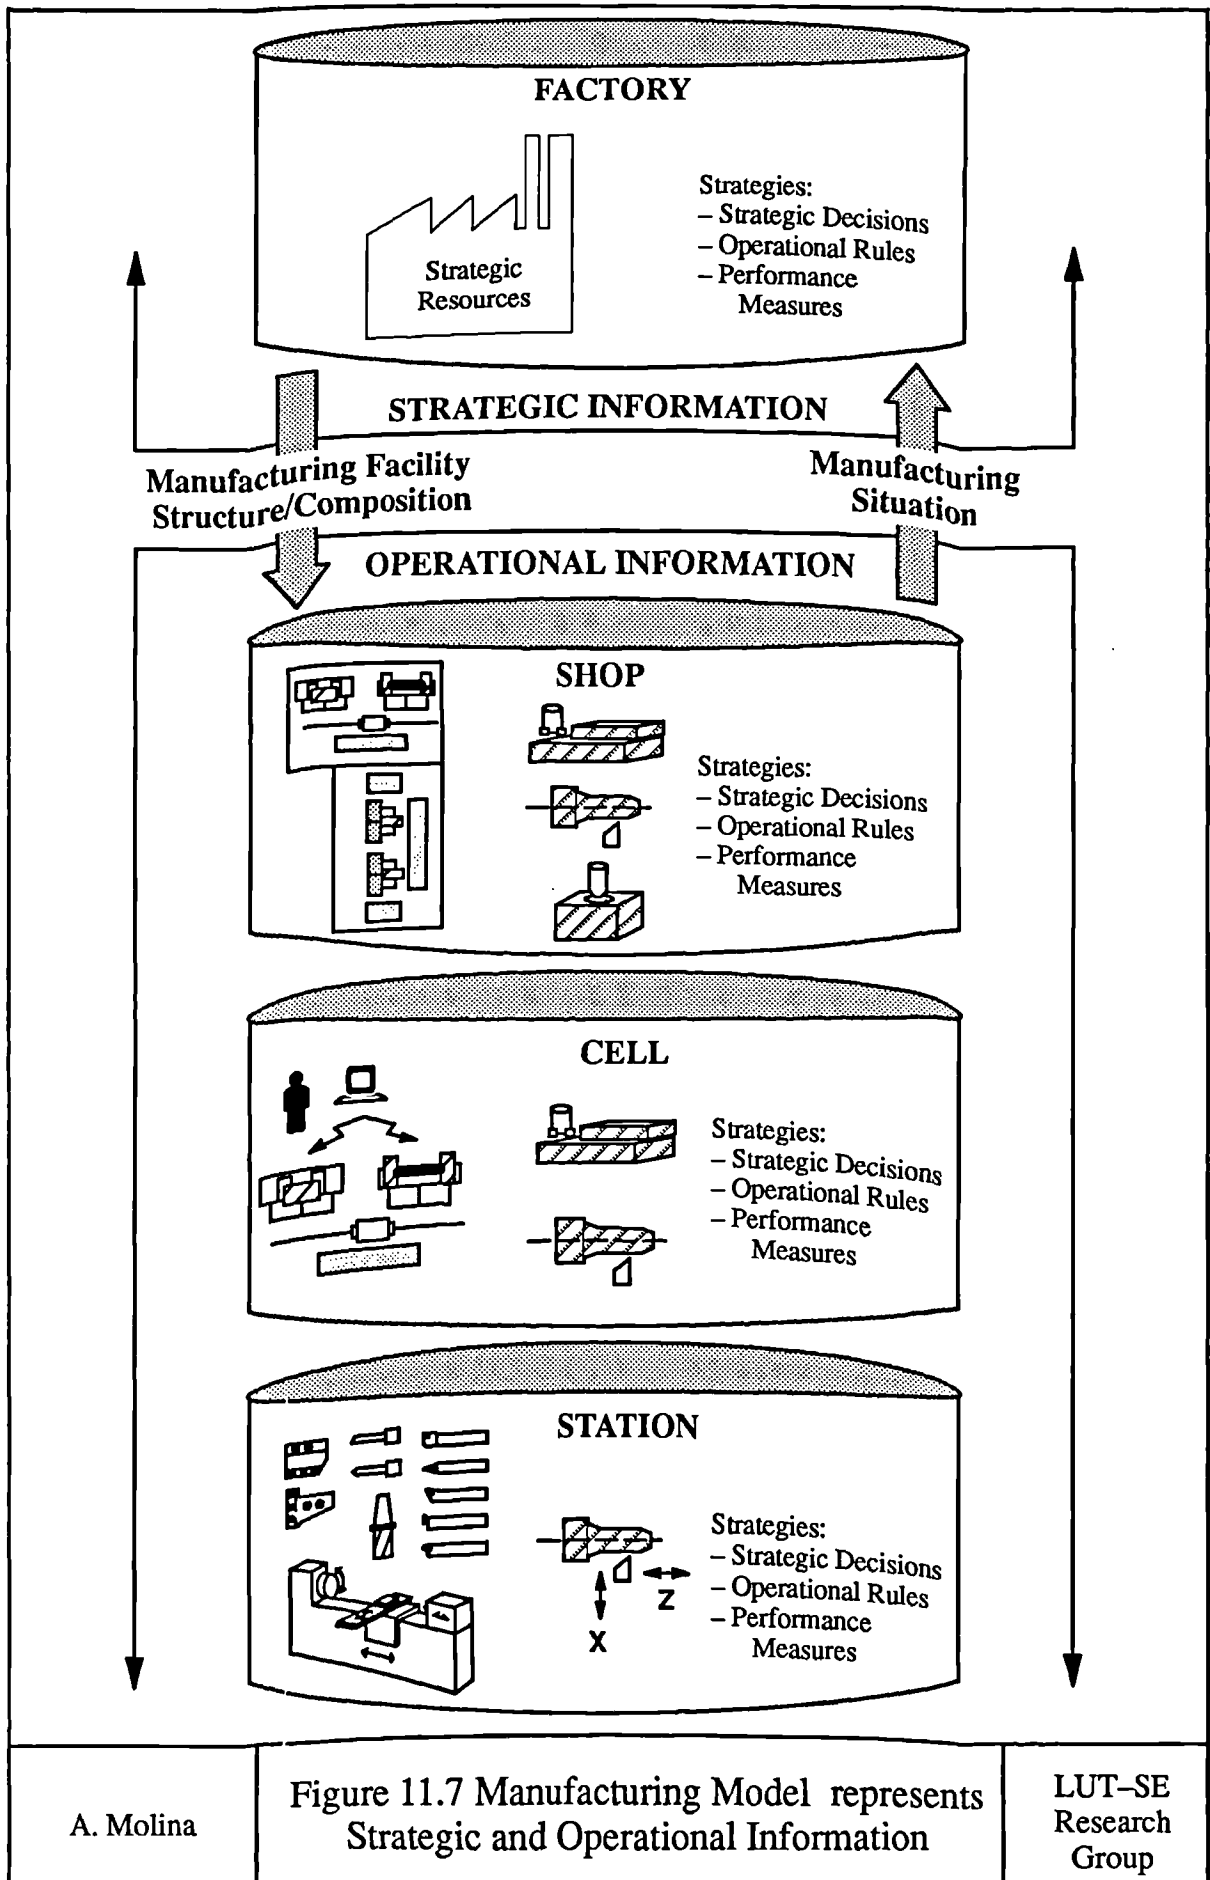 FACTORY
Strategic
Resources
Strategies:
– Strategic Decisions
– Operational Rules
– Performance
Measures
STRATEGIC INFORMATION
Manufacturing Facility
Structure/Composition
Manufacturing
Situation
OPERATIONAL INFORMATION
SHOP
Strategies:
– Strategic Decisions
– Operational Rules
– Performance
Measures
CELL
Strategies:
– Strategic Decisions
– Operational Rules
– Performance
Measures
STATION
Z
X
Strategies:
– Strategic Decisions
– Operational Rules
– Performance
Measures
A. Molina
Figure 11.7 Manufacturing Model represents
Strategic and Operational Information
LUT–SE
Research
Group